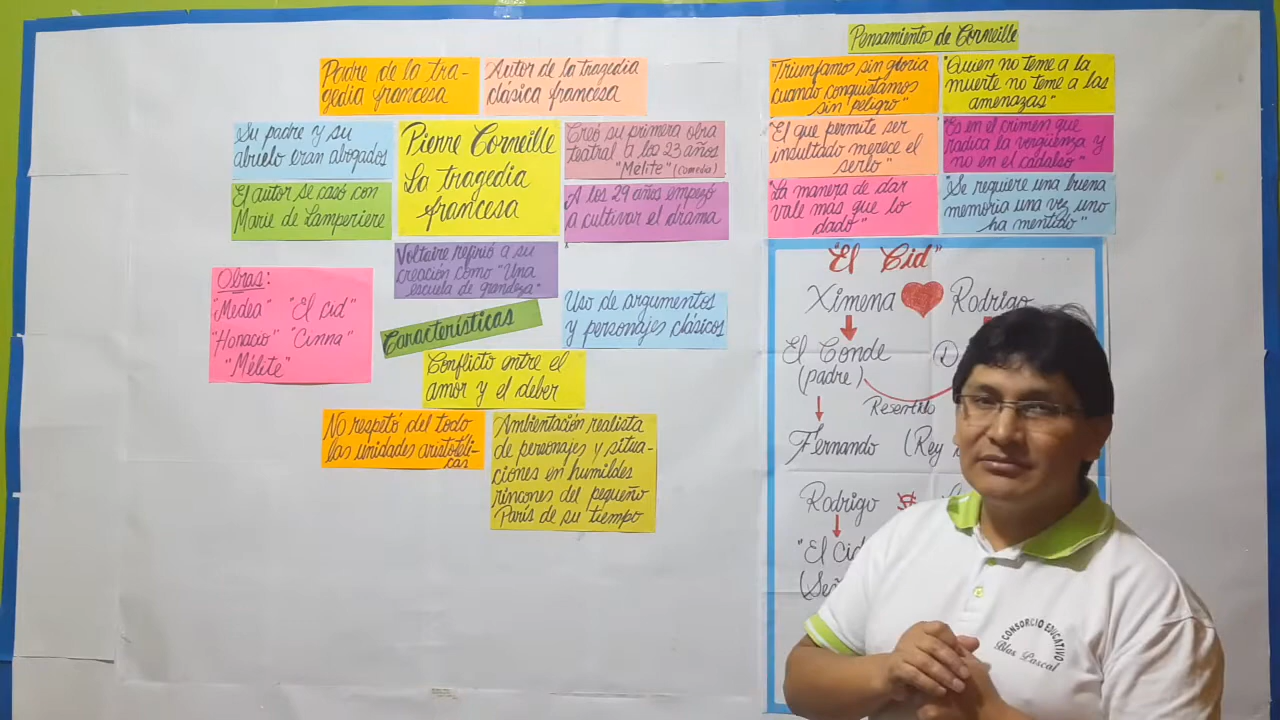 Padre de la tra-
gedia francesa
Autor de la tragedia
clásica francesa
Su padre y su
abuelo eran abogados
Pierre Corneille
La tragedia
francesa
Creó su primera obra
teatral a los 23 años
"Mélite" (comedia)
El autor se casó con
Marie de Lamperiere
A los 29 años empezó
a cultivar el drama
Voltaire refirió a su
creación como "Una
escuela de grandeza"
Obras:
"Medea" "El cid"
"Horacio" "Cinna"
"Mélite"
Características
Uso de argumentos
y personajes clásicos
Conflicto entre el
amor y el deber
No respetó del todo
las unidades aristotéli-
cas
Ambientación realista
de personajes y situa-
ciones en humildes
rincones del pequeño
París de su tiempo
Pensamiento de Corneille
"Triunfamos sin gloria
cuando conquistamos
sin peligro"
"Quien no teme a la
muerte no teme a las
amenazas"
"El que permite ser
insultado merece el
serlo"
"Es en el crimen que
radica la vergüenza y
no en el cadalso"
"La manera de dar
vale más que lo
dado"
"Se requiere una buena
memoria una vez uno
ha mentido"
"El Cid"
Ximena Rodrigo
El Conde
(padre)
Fernando (Rey
Rodrigo
"El Cid
CONSORCIO EDUCATIVO
Blas Pascal